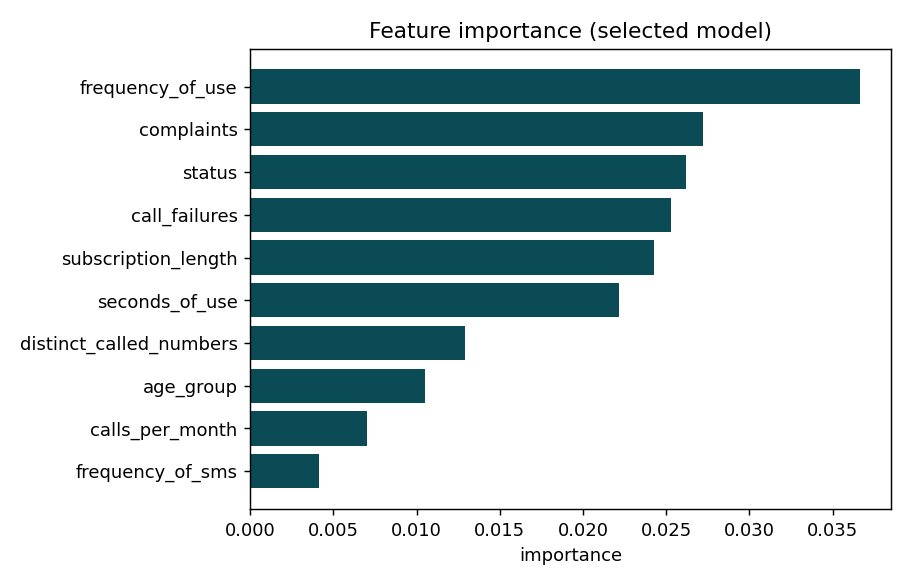 Feature importance (selected model)
frequency_of_use
complaints
status
call_failures
subscription_length
seconds_of_use
distinct_called_numbers
age_group
calls_per_month
frequency_of_sms
0.000 0.005 0.010 0.015 0.020 0.025 0.030 0.035
importance